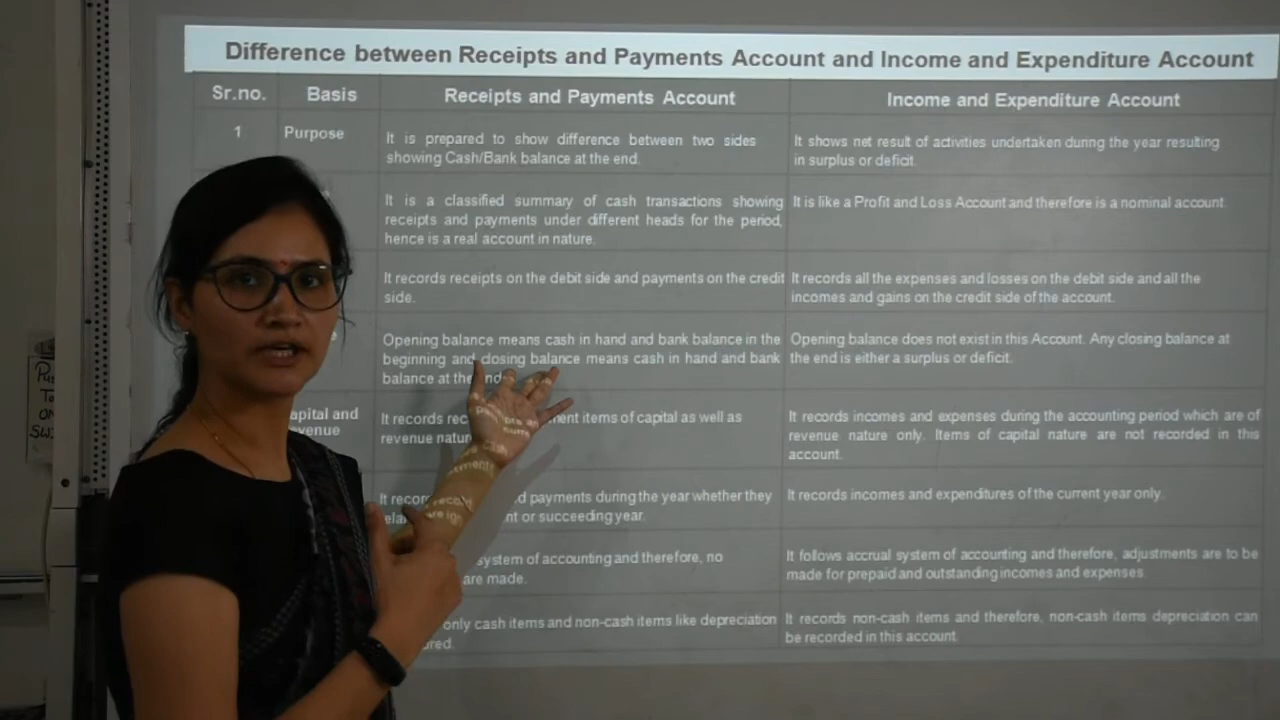 Difference between Receipts and Payments Account and Income and Expenditure Account
Sr.no. Basis Receipts and Payments Account Income and Expenditure Account
1 Purpose
It is prepared to show difference between two sides
showing Cash/Bank balance at the end.
It shows net result of activities undertaken during the year resulting
in surplus or deficit.
It is a classified summary of cash transactions showing
receipts and payments under different heads for the period,
hence is a real account in nature.
It is like a Profit and Loss Account and therefore is a nominal account.
It records receipts on the debit side and payments on the credit
side.
It records all the expenses and losses on the debit side and all the
incomes and gains on the credit side of the account.
Opening balance means cash in hand and bank balance in the
beginning and closing balance means cash in hand and bank
balance at the
Opening balance does not exist in this Account. Any closing balance at
the end is either a surplus or deficit.
and
It records items of capital as well as
revenue
It records incomes and expenses during the accounting period which are of
revenue nature only. Items of capital nature are not recorded in this
account.
It payments during the year whether they
or succeeding year.
It records incomes and expenditures of the current year only.
system of accounting and therefore, no
are made.
It follows accrual system of accounting and therefore, adjustments are to be
made for prepaid and outstanding incomes and expenses.
only cash items and non-cash items like depreciation
It records non-cash items and therefore, non-cash items depreciation can
be recorded in this account.